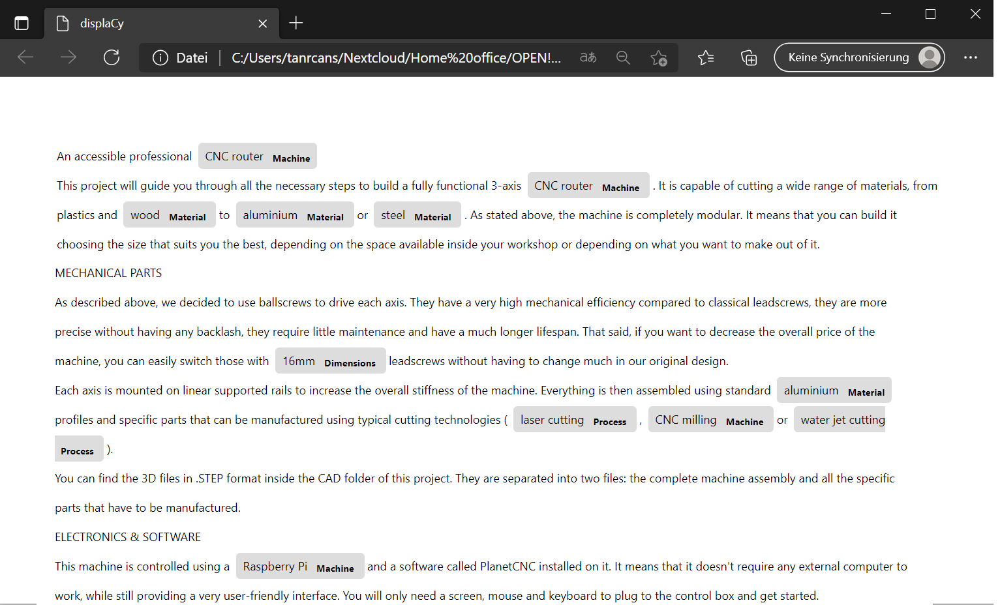 displaCy
Datei | C:/Users/tanrcans/Nextcloud/Home%20office/OPEN!... aあ Keine Synchronisierung
An accessible professional CNC router Machine
This project will guide you through all the necessary steps to build a fully functional 3-axis CNC router Machine . It is capable of cutting a wide range of materials, from
plastics and wood Material to aluminium Material or steel Material . As stated above, the machine is completely modular. It means that you can build it
choosing the size that suits you the best, depending on the space available inside your workshop or depending on what you want to make out of it.
MECHANICAL PARTS
As described above, we decided to use ballscrews to drive each axis. They have a very high mechanical efficiency compared to classical leadscrews, they are more
precise without having any backlash, they require little maintenance and have a much longer lifespan. That said, if you want to decrease the overall price of the
machine, you can easily switch those with 16mm Dimensions leadscrews without having to change much in our original design.
Each axis is mounted on linear supported rails to increase the overall stiffness of the machine. Everything is then assembled using standard aluminium Material
profiles and specific parts that can be manufactured using typical cutting technologies ( laser cutting Process , CNC milling Machine or water jet cutting
Process ).
You can find the 3D files in .STEP format inside the CAD folder of this project. They are separated into two files: the complete machine assembly and all the specific
parts that have to be manufactured.
ELECTRONICS & SOFTWARE
This machine is controlled using a Raspberry Pi Machine and a software called PlanetCNC installed on it. It means that it doesn't require any external computer to
work, while still providing a very user-friendly interface. You will only need a screen, mouse and keyboard to plug to the control box and get started.